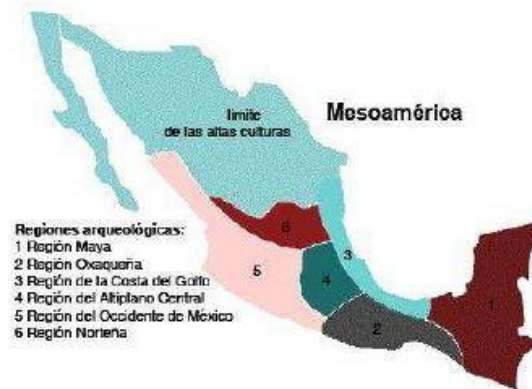 límite
de las altas culturas
Mesoamérica
Regiones arqueológicas:
1 Región Maya
2 Región Oxaqueña
3 Región de la Costa del Golfo
4 Región del Altiplano Central
5 Región del Occidente de México
6 Región Norteña
6
3
5
4
1
2